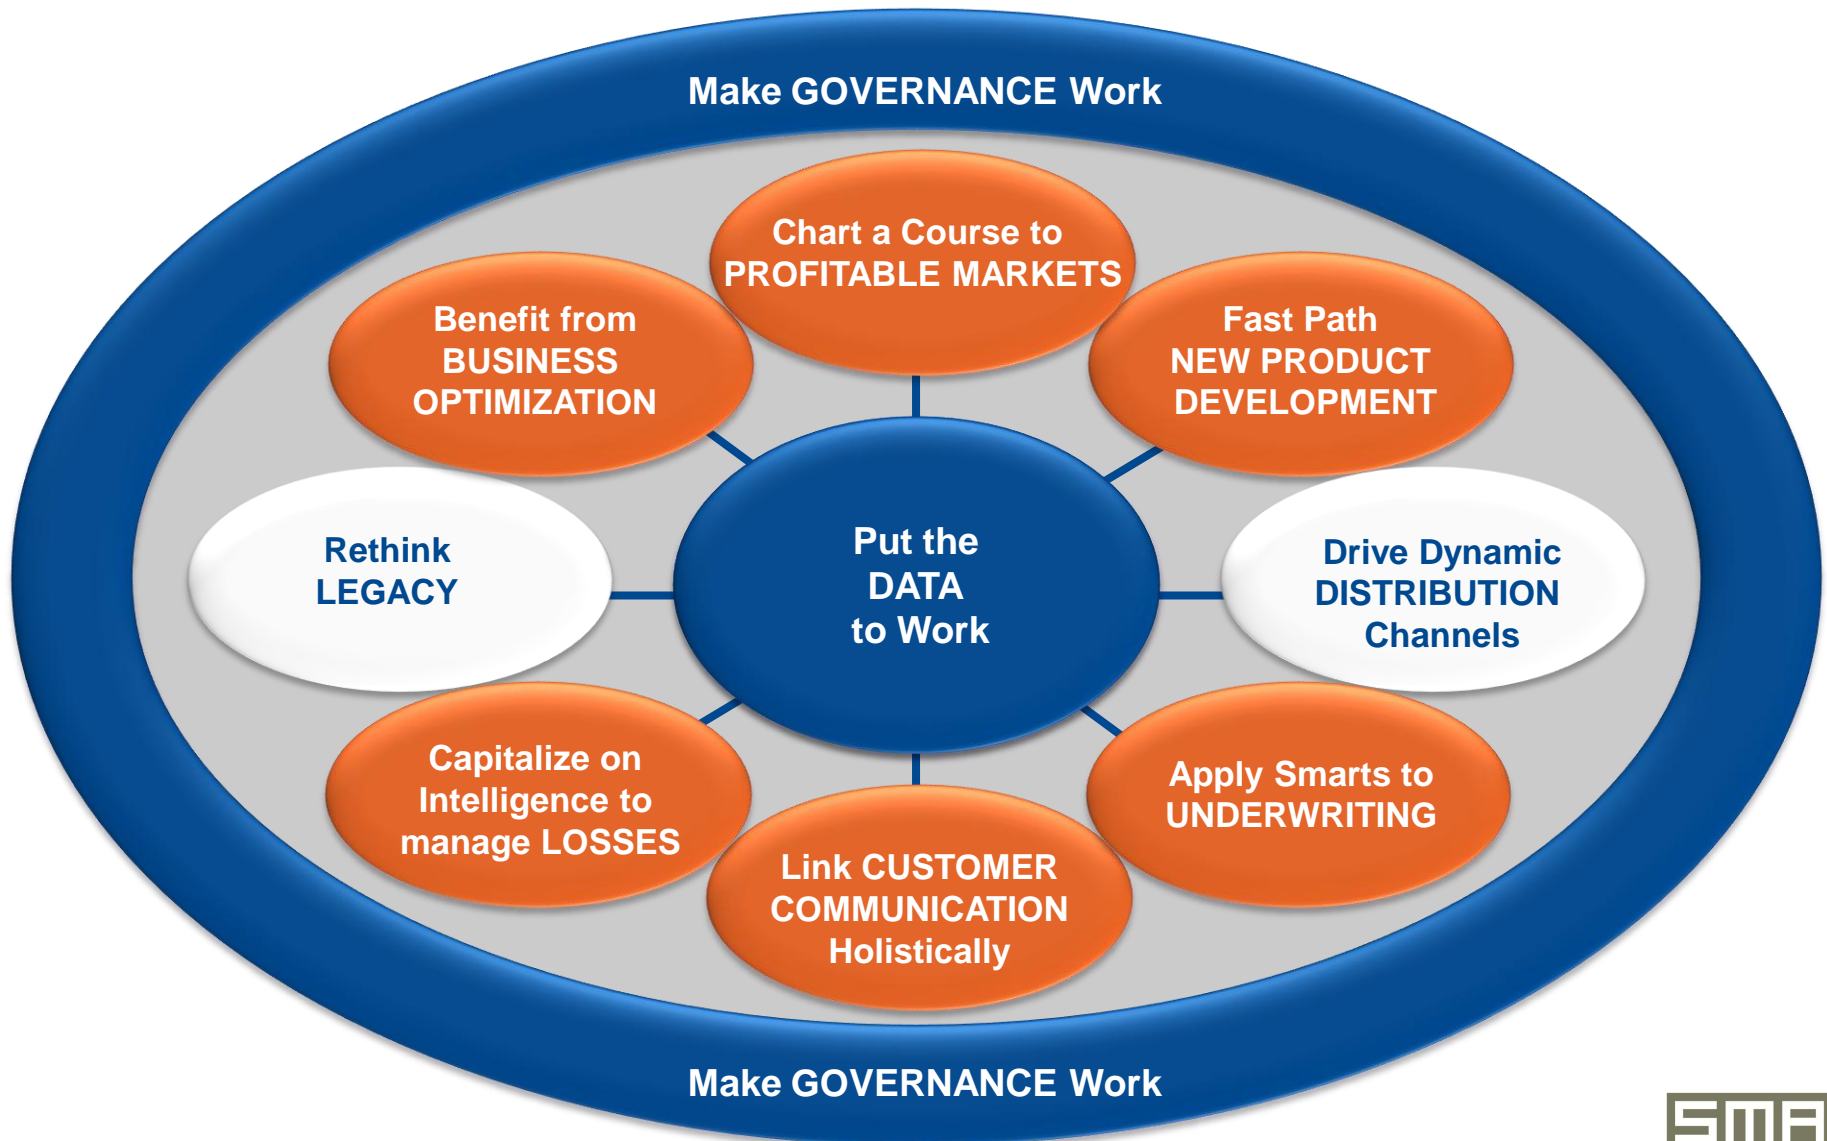 Make GOVERNANCE Work
Chart a Course to
PROFITABLE MARKETS
Benefit from
BUSINESS
OPTIMIZATION
Fast Path
NEW PRODUCT
DEVELOPMENT
Rethink
LEGACY
Put the
DATA
to Work
Drive Dynamic
DISTRIBUTION
Channels
Capitalize on
Intelligence to
manage LOSSES
Apply Smarts to
UNDERWRITING
Link CUSTOMER
COMMUNICATION
Holistically
Make GOVERNANCE Work
SMA